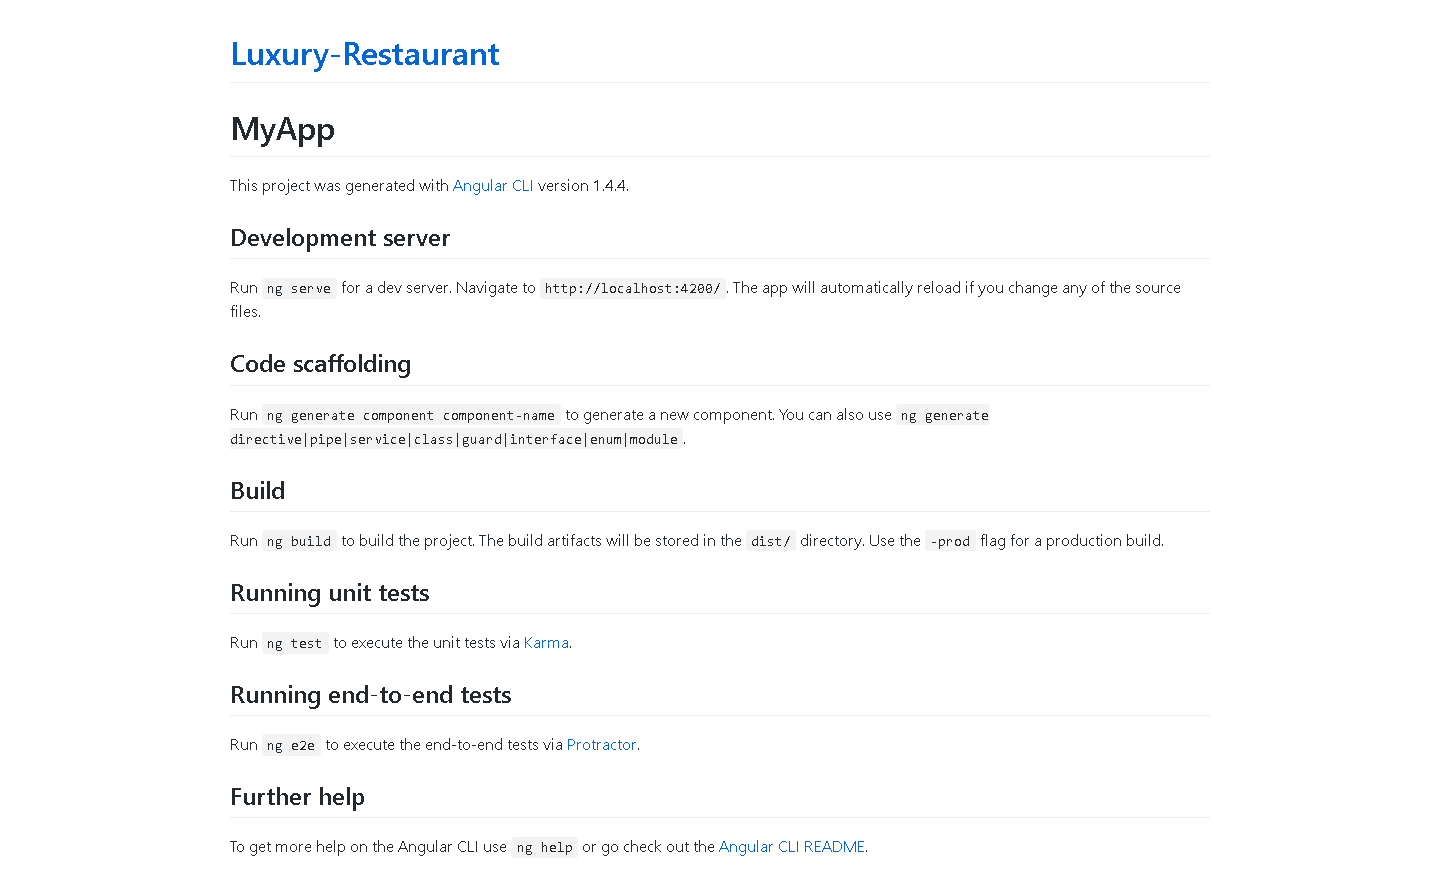 Luxury-Restaurant
MyApp
This project was generated with Angular CLI version 1.4.4.
Development server
Run ng serve for a dev server. Navigate to http://localhost:4200/. The app will automatically reload if you change any of the source
files.
Code scaffolding
Run ng generate component component-name to generate a new component. You can also use ng generate
directive|pipe|service|class|guard|interface|enum|module.
Build
Run ng build to build the project. The build artifacts will be stored in the dist/ directory. Use the -prod flag for a production build.
Running unit tests
Run ng test to execute the unit tests via Karma.
Running end-to-end tests
Run ng e2e to execute the end-to-end tests via Protractor.
Further help
To get more help on the Angular CLI use ng help or go check out the Angular CLI README.